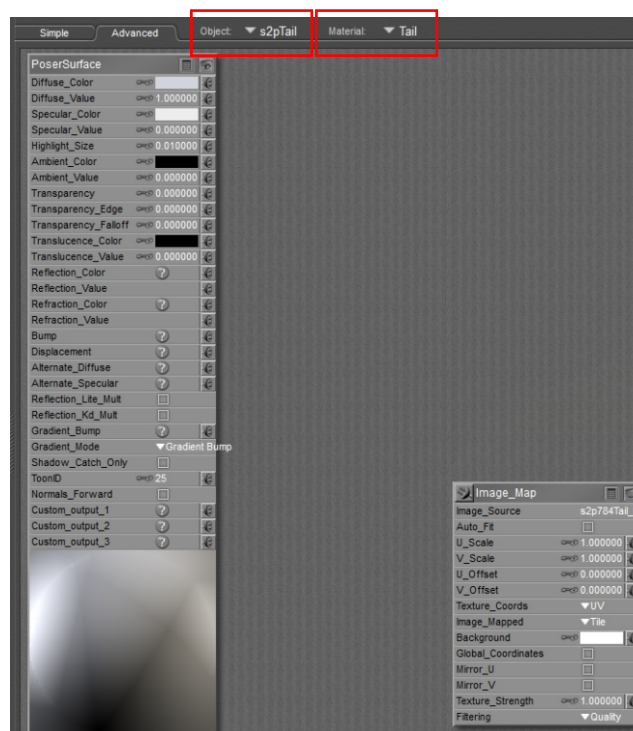 Simple Advanced Object: s2pTail Material: Tail
PoserSurface
Diffuse_Color
Diffuse_Value 1.000000
Specular_Color
Specular_Value 0.000000
Highlight_Size 0.010000
Ambient_Color
Ambient_Value 0.000000
Transparency 0.000000
Transparency_Edge 0.000000
Transparency_Falloff 0.000000
Translucence_Color
Translucence_Value 0.000000
Reflection_Color ?
Reflection_Value
Refraction_Color ?
Refraction_Value
Bump ?
Displacement ?
Alternate_Diffuse ?
Alternate_Specular ?
Reflection_Lite_Mult
Reflection_Kd_Mult
Gradient_Bump ?
Gradient_Mode Gradient Bump
Shadow_Catch_Only
ToonID 25
Normals_Forward
Custom_output_1 ?
Custom_output_2 ?
Custom_output_3 ?
Image_Map
Image_Source s2p784Tail_
Auto_Fit
U_Scale 1.000000
V_Scale 1.000000
U_Offset 0.000000
V_Offset 0.000000
Texture_Coords UV
Image_Mapped Tile
Background
Global_Coordinates
Mirror_U
Mirror_V
Texture_Strength 1.000000
Filtering Quality